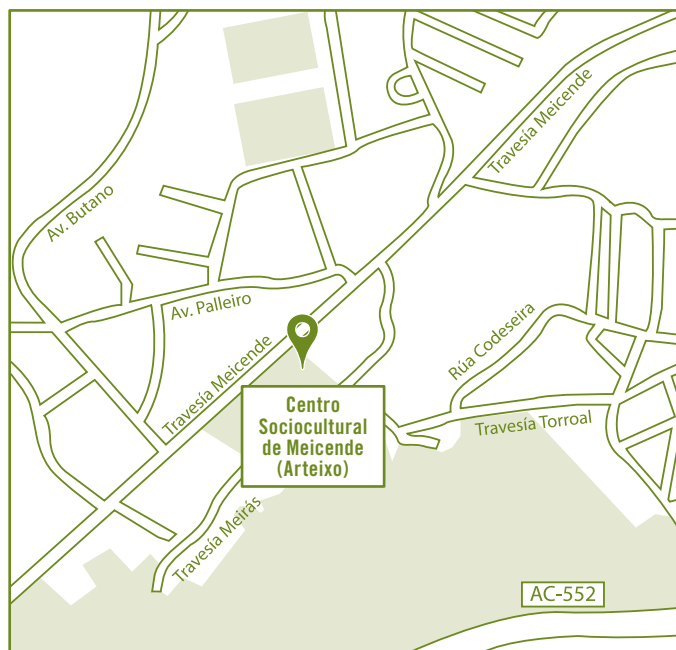 Travesía Meicende
Av. Butano
Av. Palleiro
Rúa Codeseira
Travesía Meicende
Centro
Sociocultural
de Meicende
(Arteixo)
Travesía Torroal
Travesía Meirás
AC-552